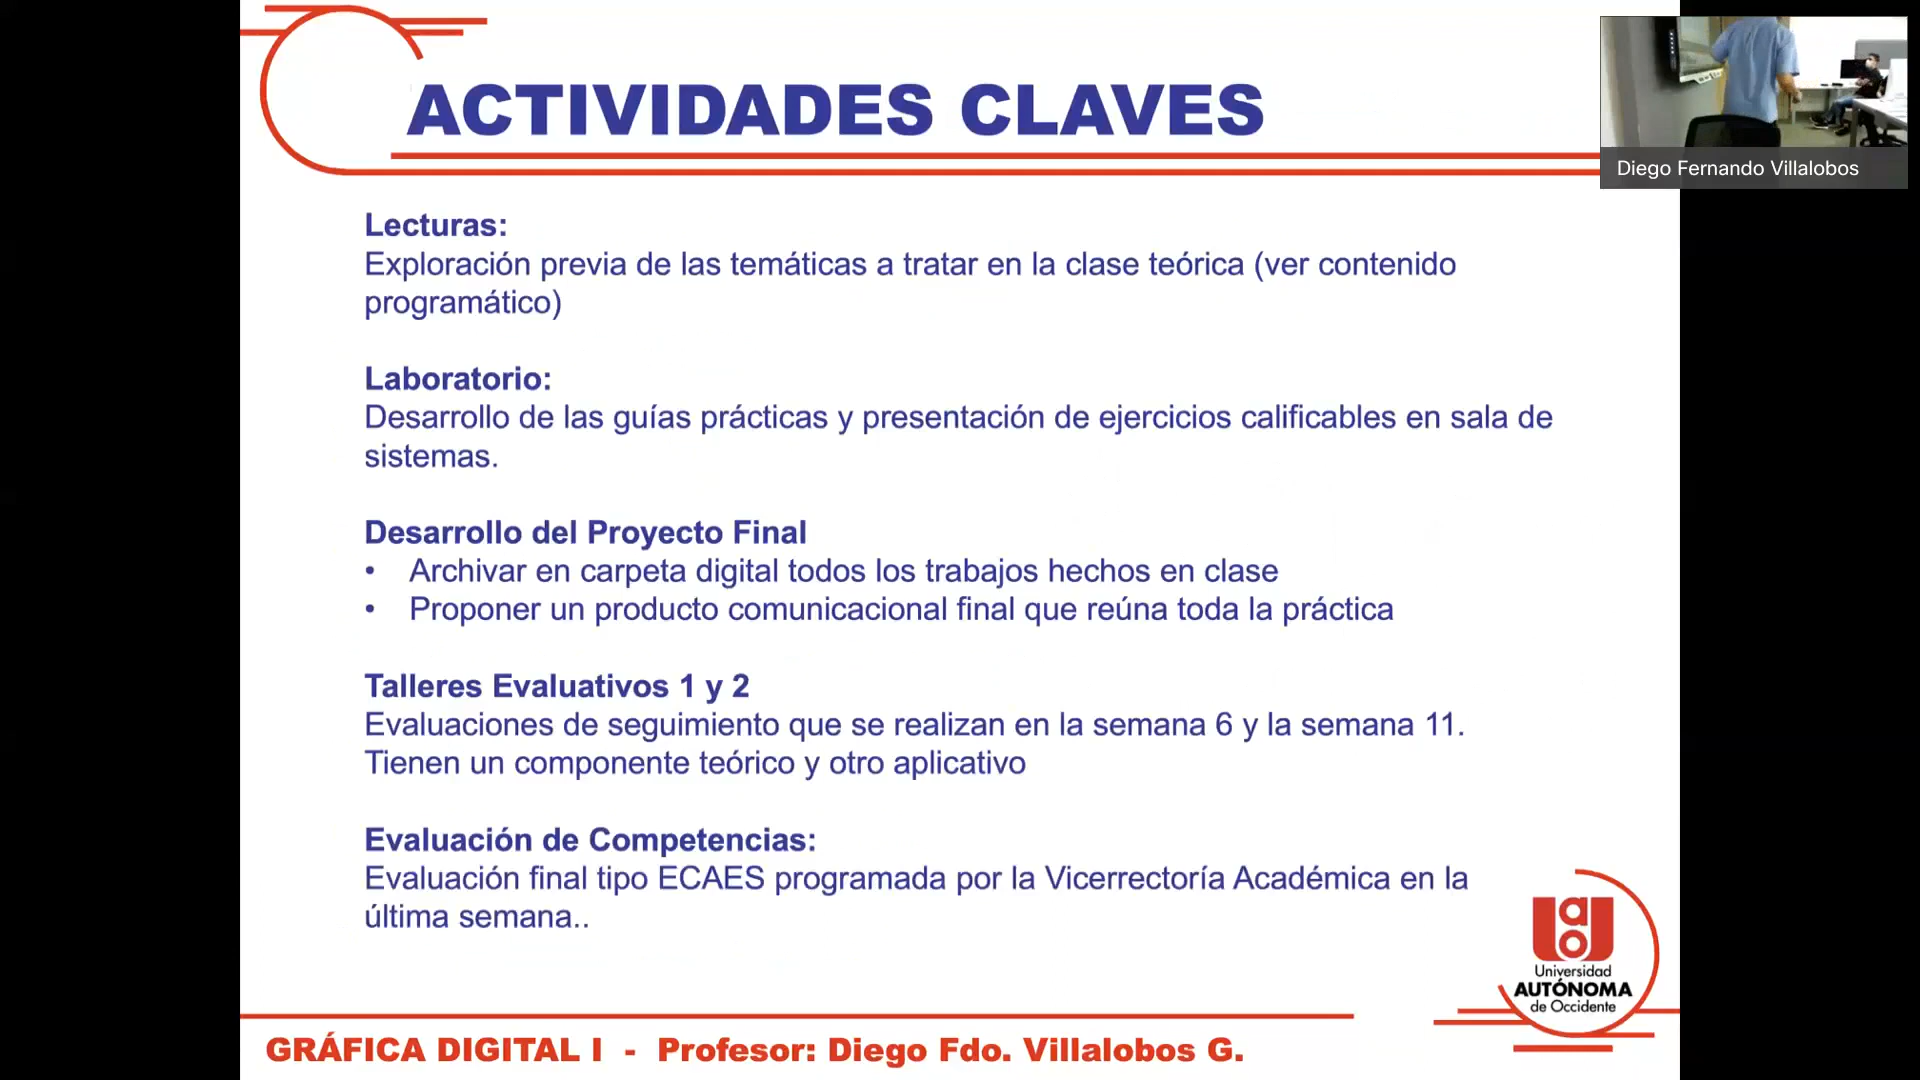 ACTIVIDADES CLAVES
Diego Fernando Villalobos
Lecturas:
Exploración previa de las temáticas a tratar en la clase teórica (ver contenido
programático)
Laboratorio:
Desarrollo de las guías prácticas y presentación de ejercicios calificables en sala de
sistemas.
Desarrollo del Proyecto Final
• Archivar en carpeta digital todos los trabajos hechos en clase
• Proponer un producto comunicacional final que reúna toda la práctica
Talleres Evaluativos 1 y 2
Evaluaciones de seguimiento que se realizan en la semana 6 y la semana 11.
Tienen un componente teórico y otro aplicativo
Evaluación de Competencias:
Evaluación final tipo ECAES programada por la Vicerrectoría Académica en la
última semana..
uao
Universidad
AUTÓNOMA
de Occidente
GRÁFICA DIGITAL I - Profesor: Diego Fdo. Villalobos G.